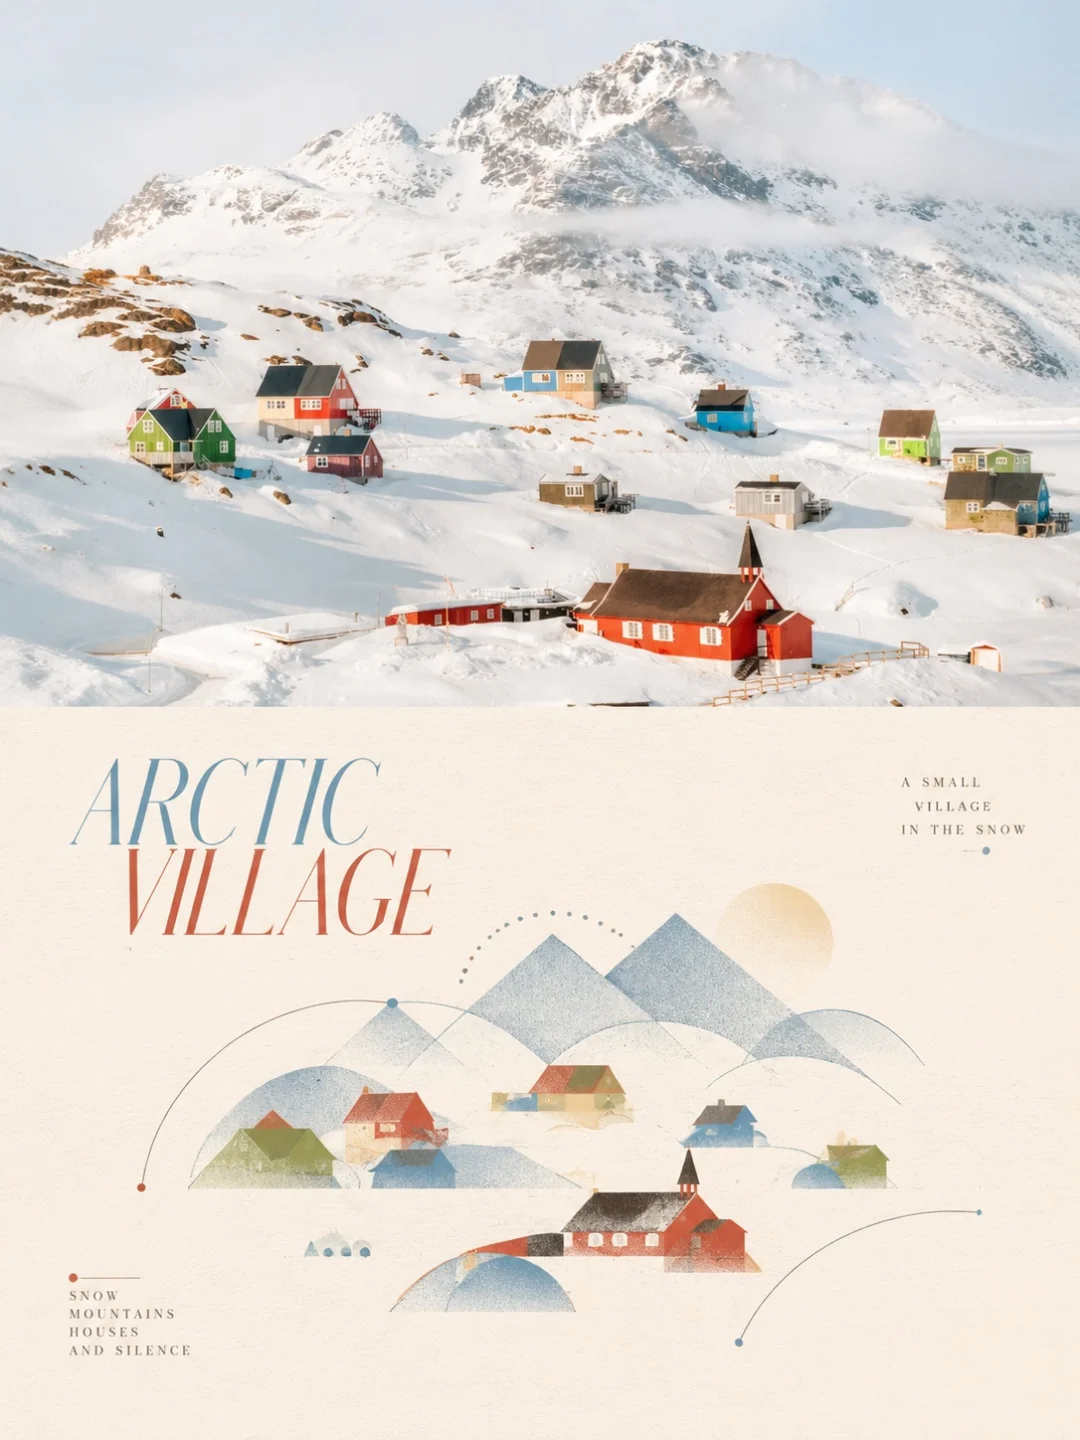 ARCTIC
VILLAGE
A SMALL
VILLAGE
IN THE SNOW
SNOW
MOUNTAINS
HOUSES
AND SILENCE